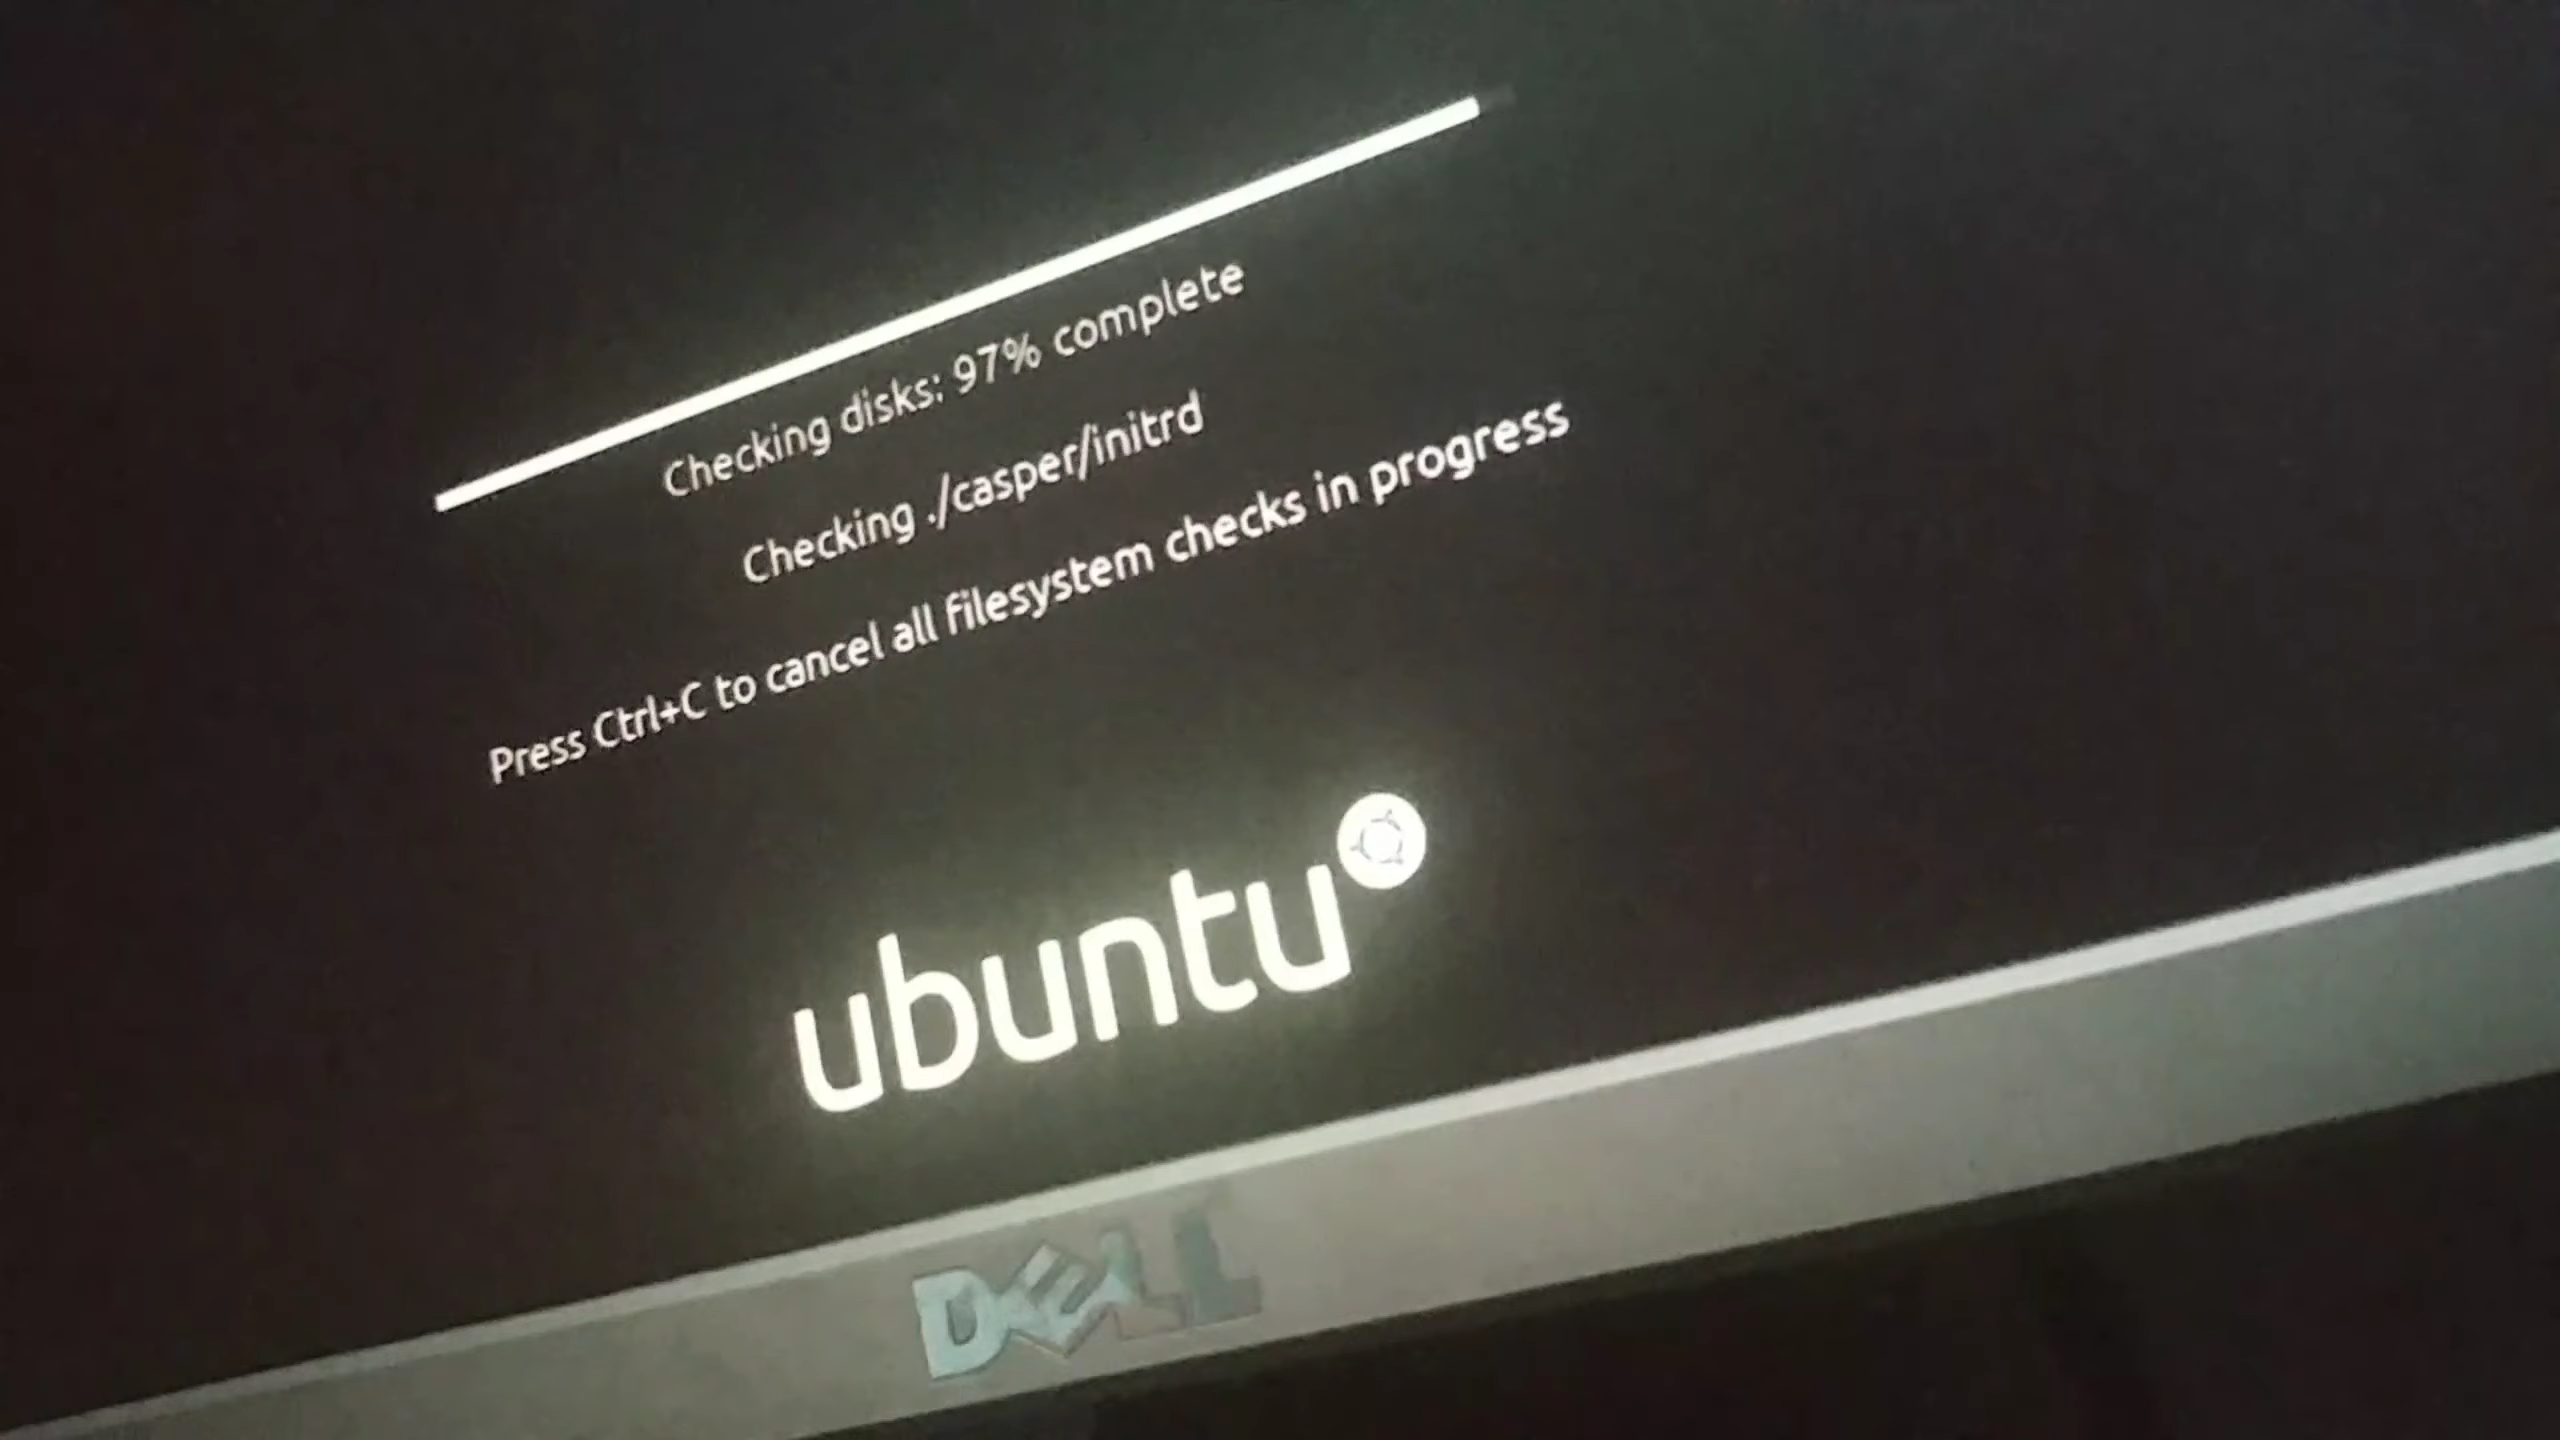 Checking disks: 97% complete
Checking ./casper/initrd
Press Ctrl+C to cancel all filesystem checks in progress
ubuntu
DELL